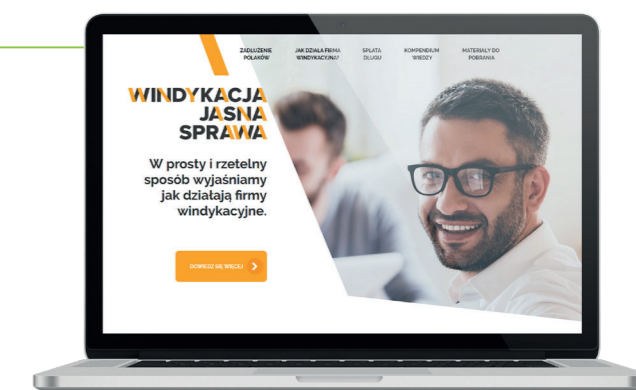 ZADŁUŻENIE
POLAKÓW
JAK DZIAŁA FIRMA
WINDYKACYJNA?
SPŁATA
DŁUGU
KOMPENDIUM
WIEDZY
MATERIAŁY DO
POBRANIA
WINDYKACJA
JASNA
SPRAWA
W prosty i rzetelny
sposób wyjaśniamy
jak działają firmy
windykacyjne.
DOWIEDZ SIĘ WIĘCEJ